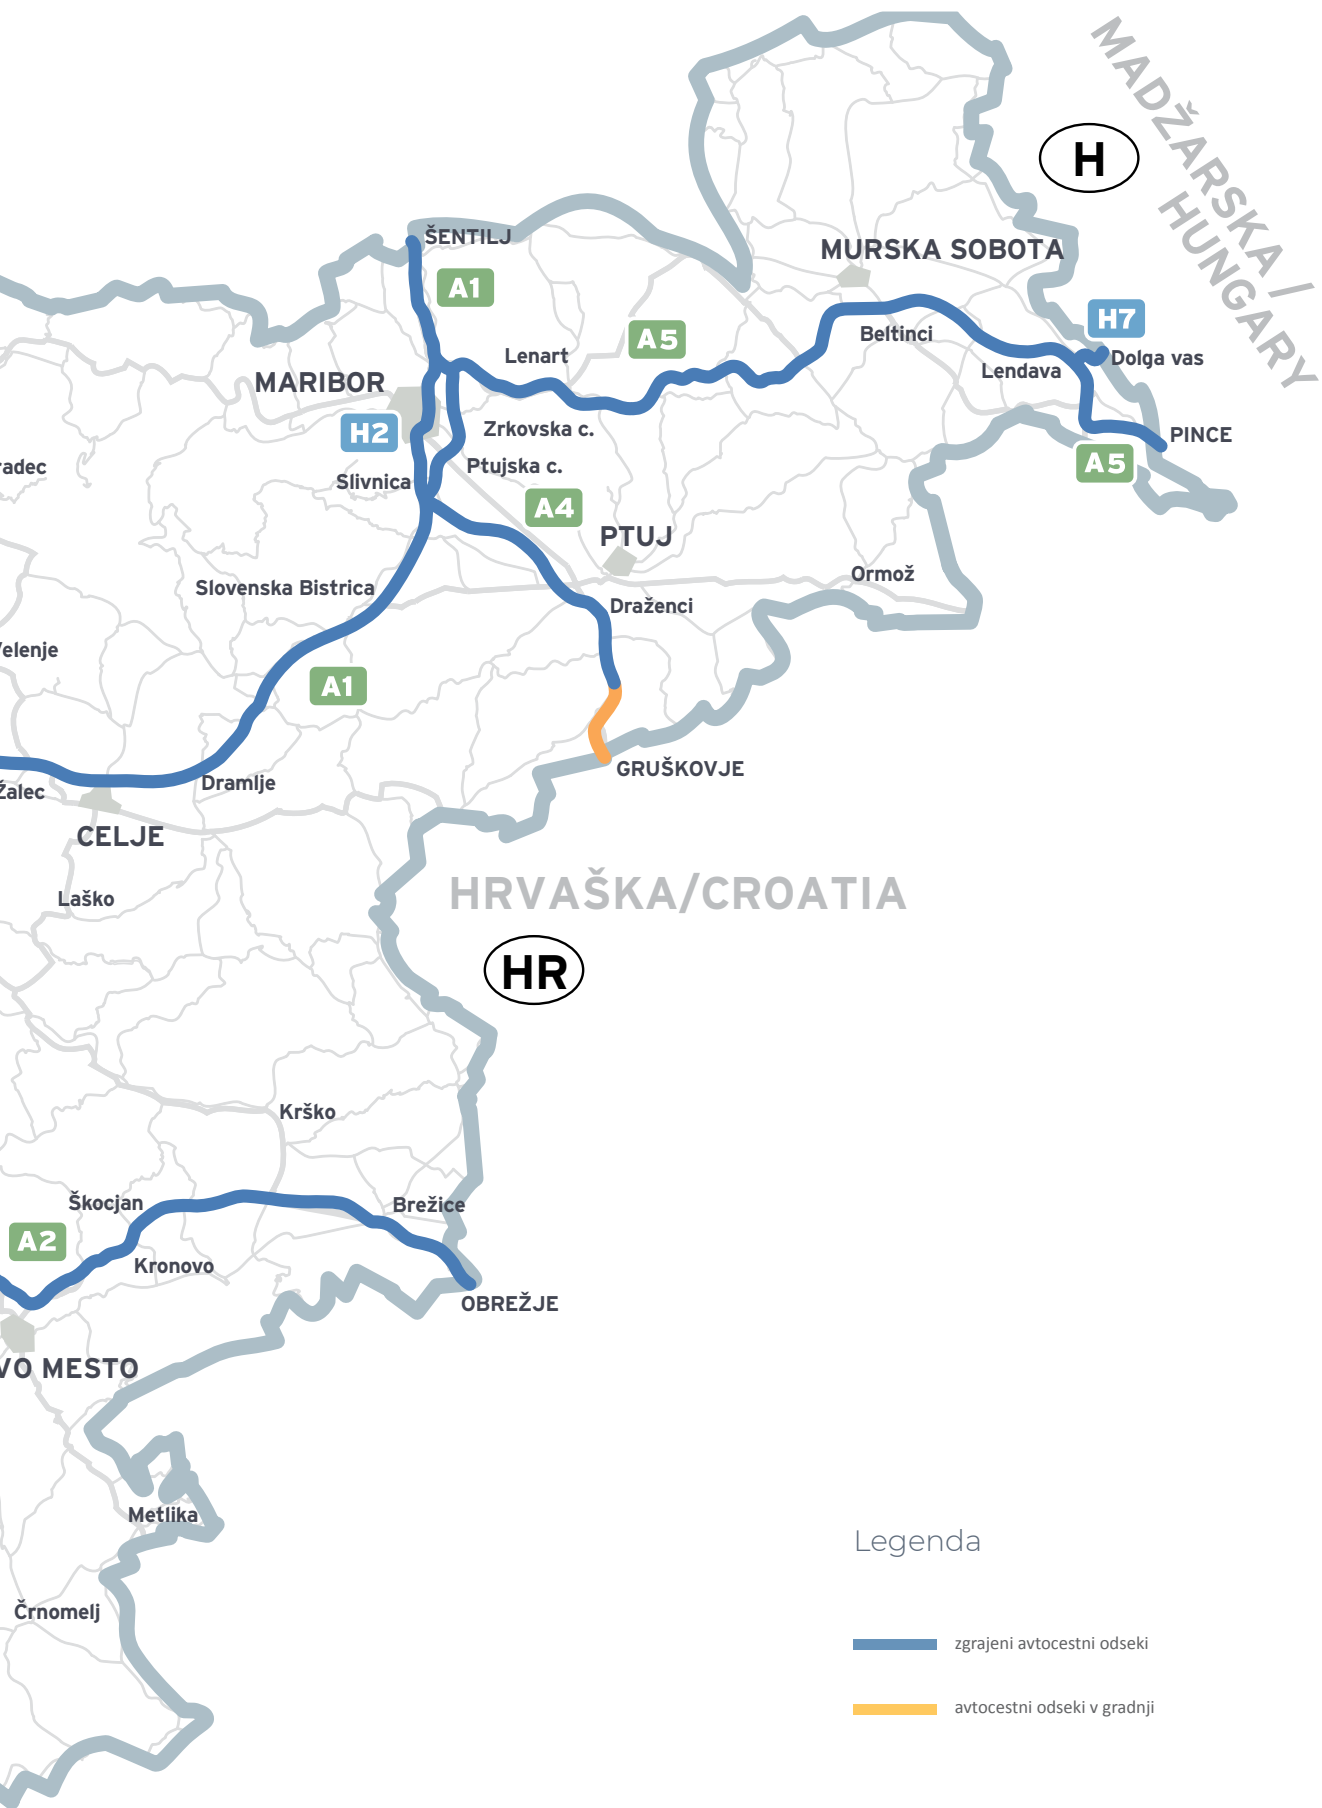 MADŽARSKA /
HUNGARY
H
ŠENTILJ
MURSKA SOBOTA
A1
H7
A5
Beltinci
Lenart
Dolga vas
Lendava
MARIBOR
H2
Zrkovska c.
PINCE
radec
Ptujska c.
A5
Slivnica
A4
PTUJ
Ormož
Slovenska Bistrica
Draženci
elenje
A1
GRUŠKOVJE
Dramlje
Žalec
CELJE
HRVAŠKA/CROATIA
Laško
HR
Krško
Škocjan
Brežice
A2
Kronovo
OBREŽJE
VO MESTO
Metlika
Legenda
Črnomelj
zgrajeni avtocestni odseki
avtocestni odseki v gradnji